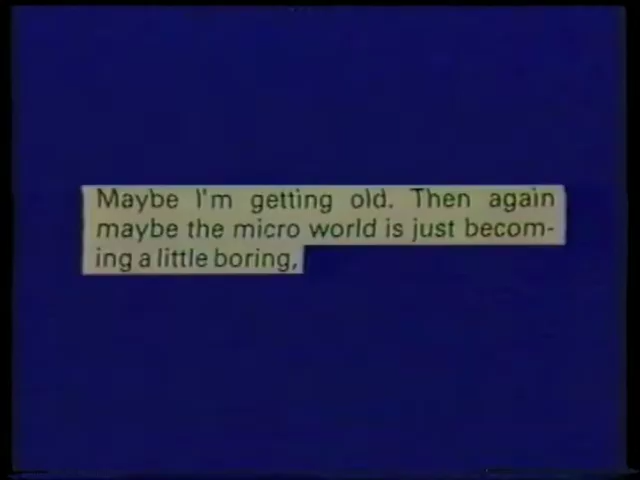 Maybe I'm getting old. Then again
maybe the micro world is just becom-
ing a little boring,